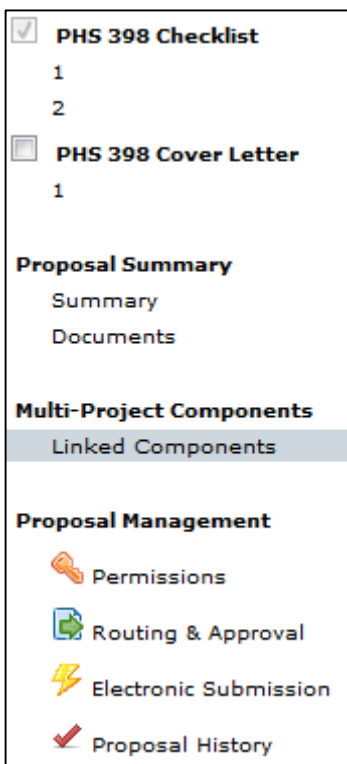 PHS 398 Checklist
1
2
PHS 398 Cover Letter
1
Proposal Summary
Summary
Documents
Multi-Project Components
Linked Components
Proposal Management
Permissions
Routing & Approval
Electronic Submission
Proposal History